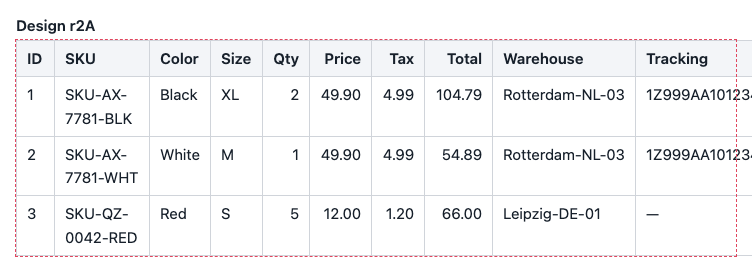 Design r2A
ID SKU Color Size Qty Price Tax Total Warehouse Tracking
1 SKU-AX- Black XL 2 49.90 4.99 104.79 Rotterdam-NL-03 1Z999AA101234
7781-BLK
2 SKU-AX- White M 1 49.90 4.99 54.89 Rotterdam-NL-03 1Z999AA101234
7781-WHT
3 SKU-QZ- Red S 5 12.00 1.20 66.00 Leipzig-DE-01 —
0042-RED